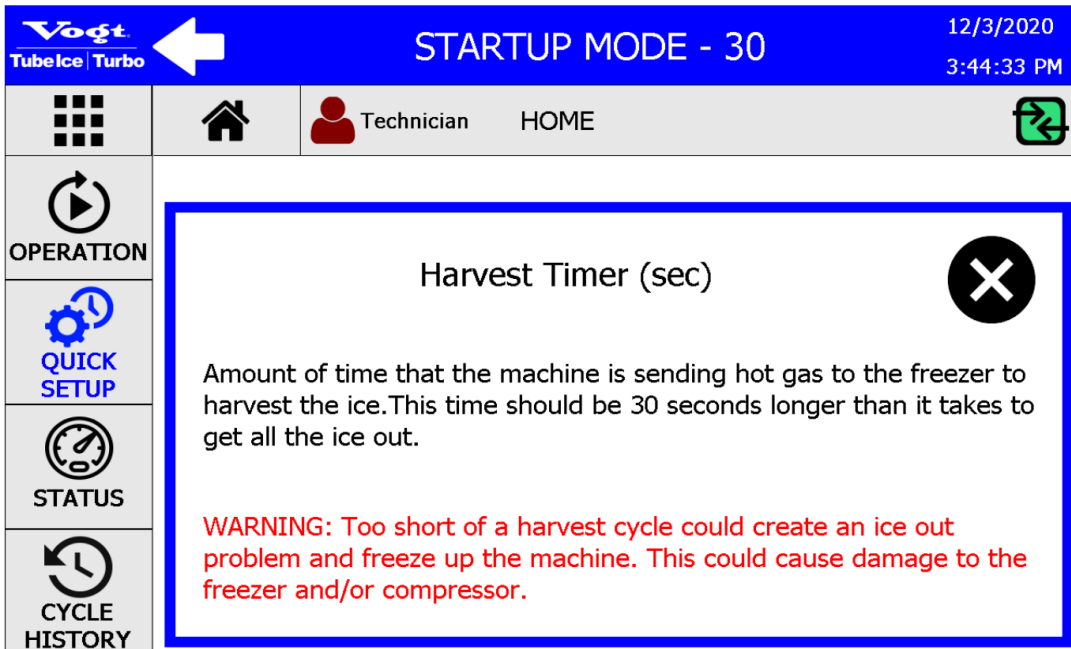 Vogt
TubeIce | Turbo
STARTUP MODE - 30
12/3/2020
3:44:33 PM
Technician
HOME
OPERATION
QUICK
SETUP
STATUS
CYCLE
HISTORY
Harvest Timer (sec)
Amount of time that the machine is sending hot gas to the freezer to
harvest the ice.This time should be 30 seconds longer than it takes to
get all the ice out.
WARNING: Too short of a harvest cycle could create an ice out
problem and freeze up the machine. This could cause damage to the
freezer and/or compressor.